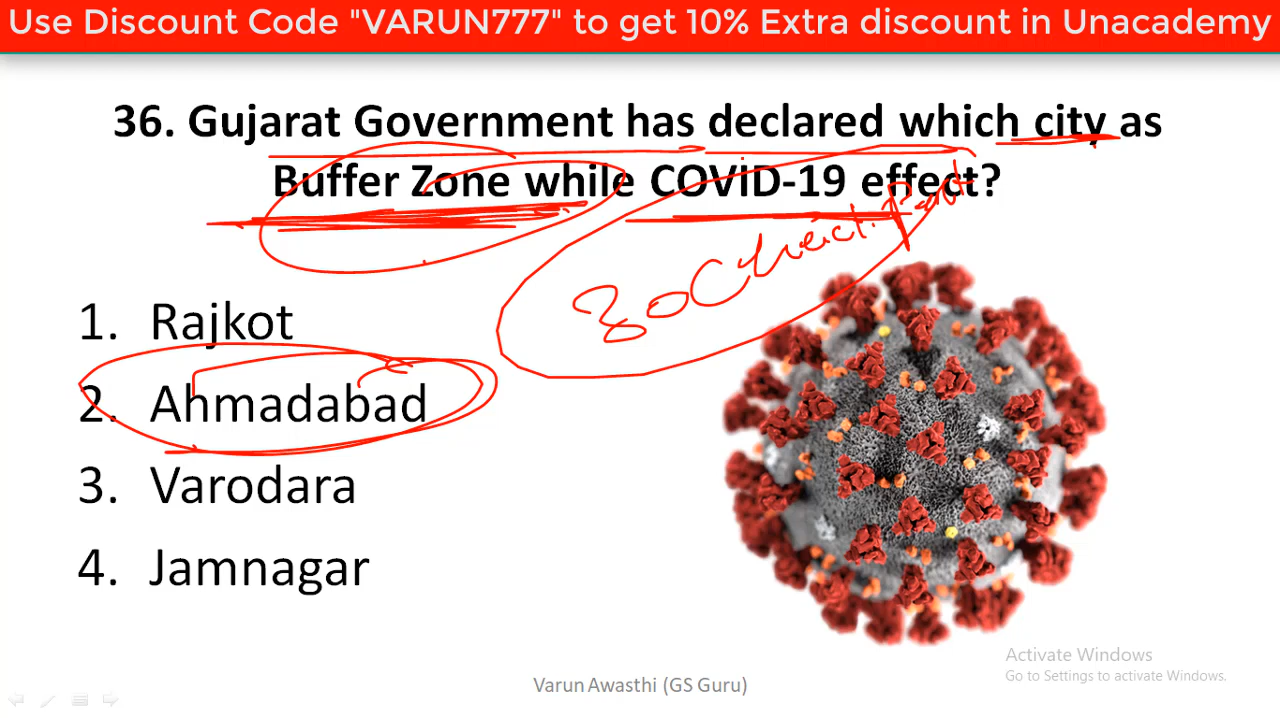 Use Discount Code "VARUN777" to get 10% Extra discount in Unacademy
36. Gujarat Government has declared which city as
Buffer Zone while COVID-19 effect?
1. Rajkot
2. Ahmadabad
3. Varodara
4. Jamnagar
Activate Windows
Go to Settings to activate Windows.
Varun Awasthi (GS Guru)